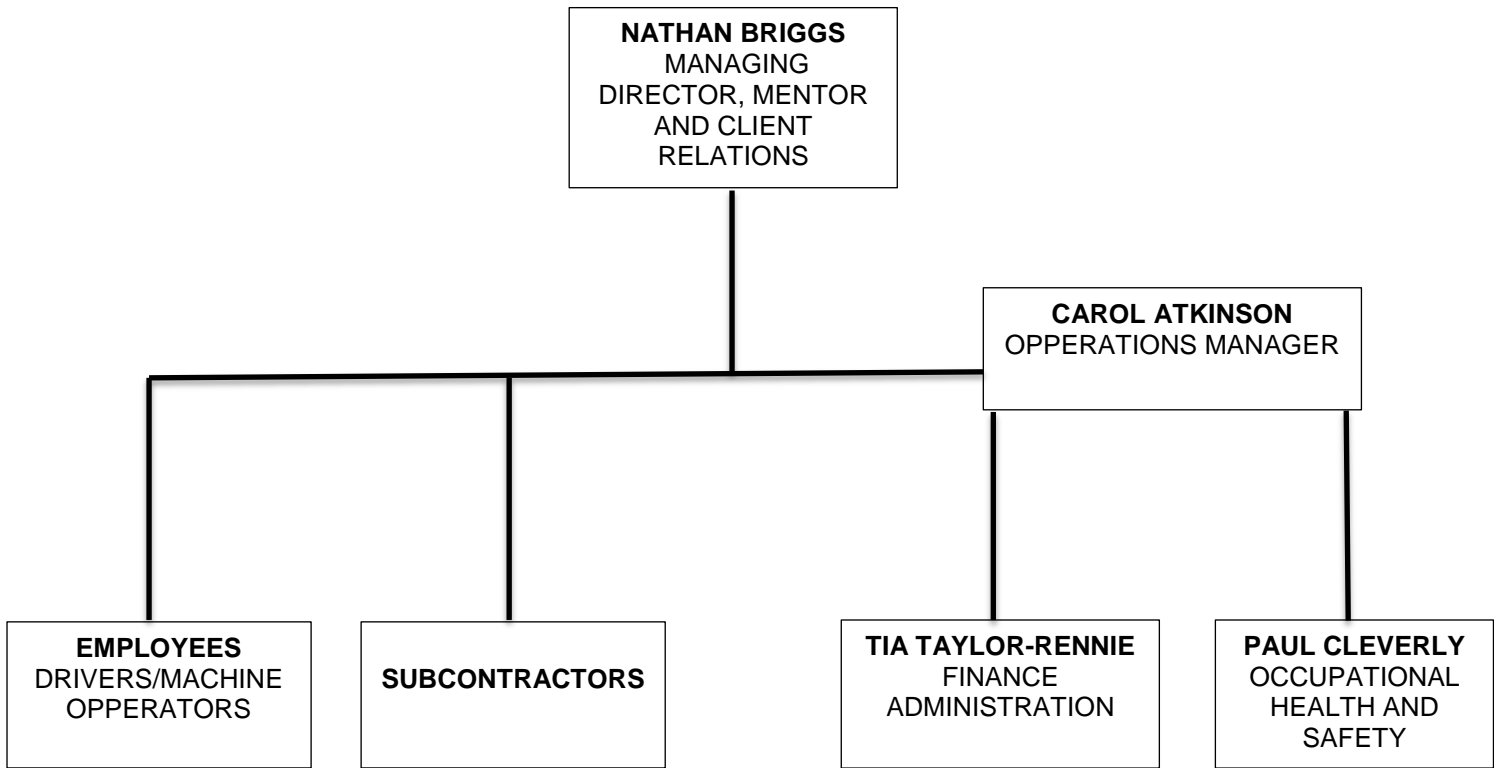 NATHAN BRIGGS
MANAGING
DIRECTOR, MENTOR
AND CLIENT
RELATIONS
CAROL ATKINSON
OPPERATIONS MANAGER
EMPLOYEES
DRIVERS/MACHINE
OPPERATORS
SUBCONTRACTORS
TIA TAYLOR-RENNIE
FINANCE
ADMINISTRATION
PAUL CLEVERLY
OCCUPATIONAL
HEALTH AND
SAFETY